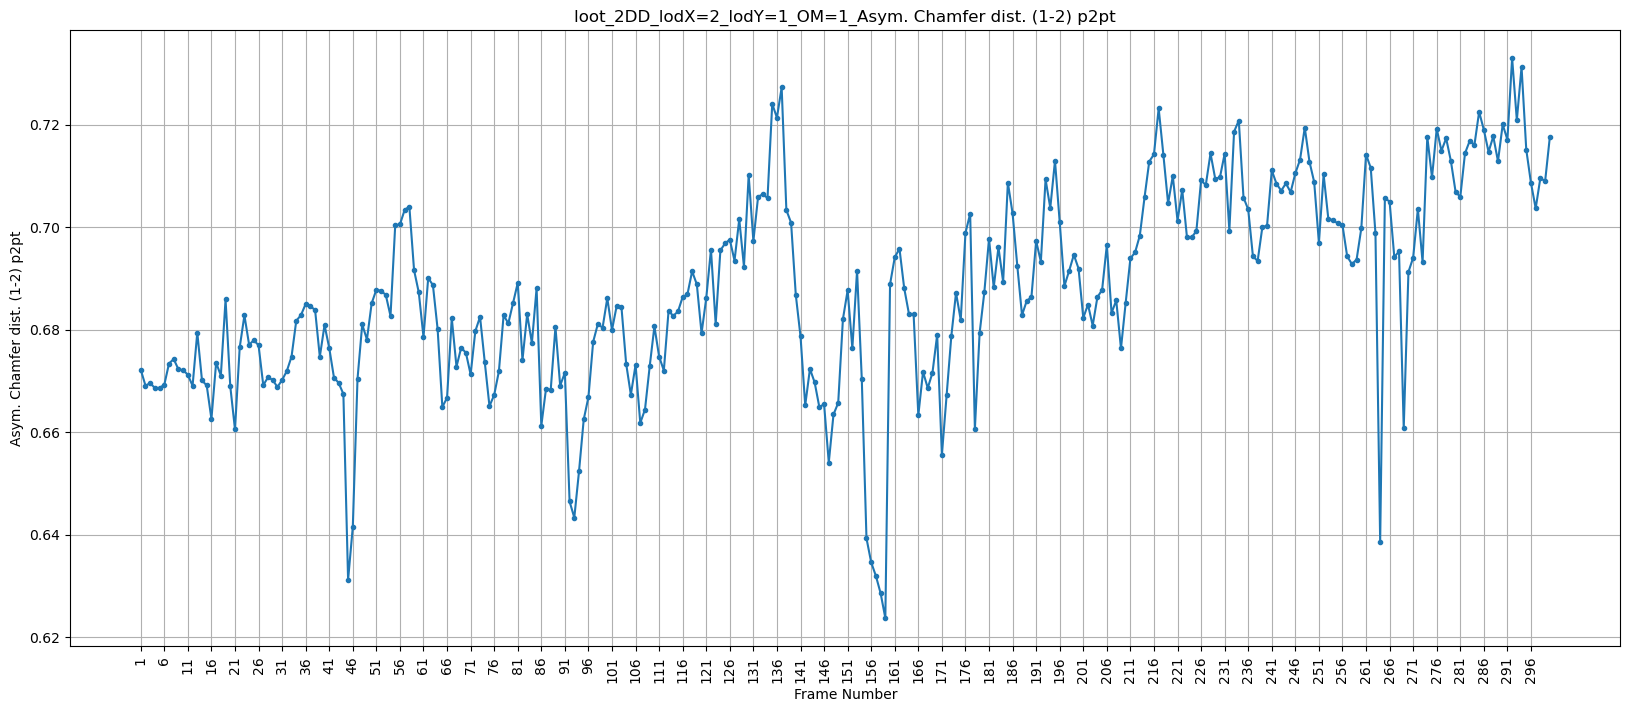 loot_2DD_lodX=2_lodY=1_OM=1_Asym. Chamfer dist. (1-2) p2pt
Asym. Chamfer dist. (1-2) p2pt
0.72
0.70
0.68
0.66
0.64
0.62
1 6 11 16 21 26 31 36 41 46 51 56 61 66 71 76 81 86 91 96 101 106 111 116 121 126 131 136 141 146 151 156 161 166 171 176 181 186 191 196 201 206 211 216 221 226 231 236 241 246 251 256 261 266 271 276 281 286 291 296
Frame Number